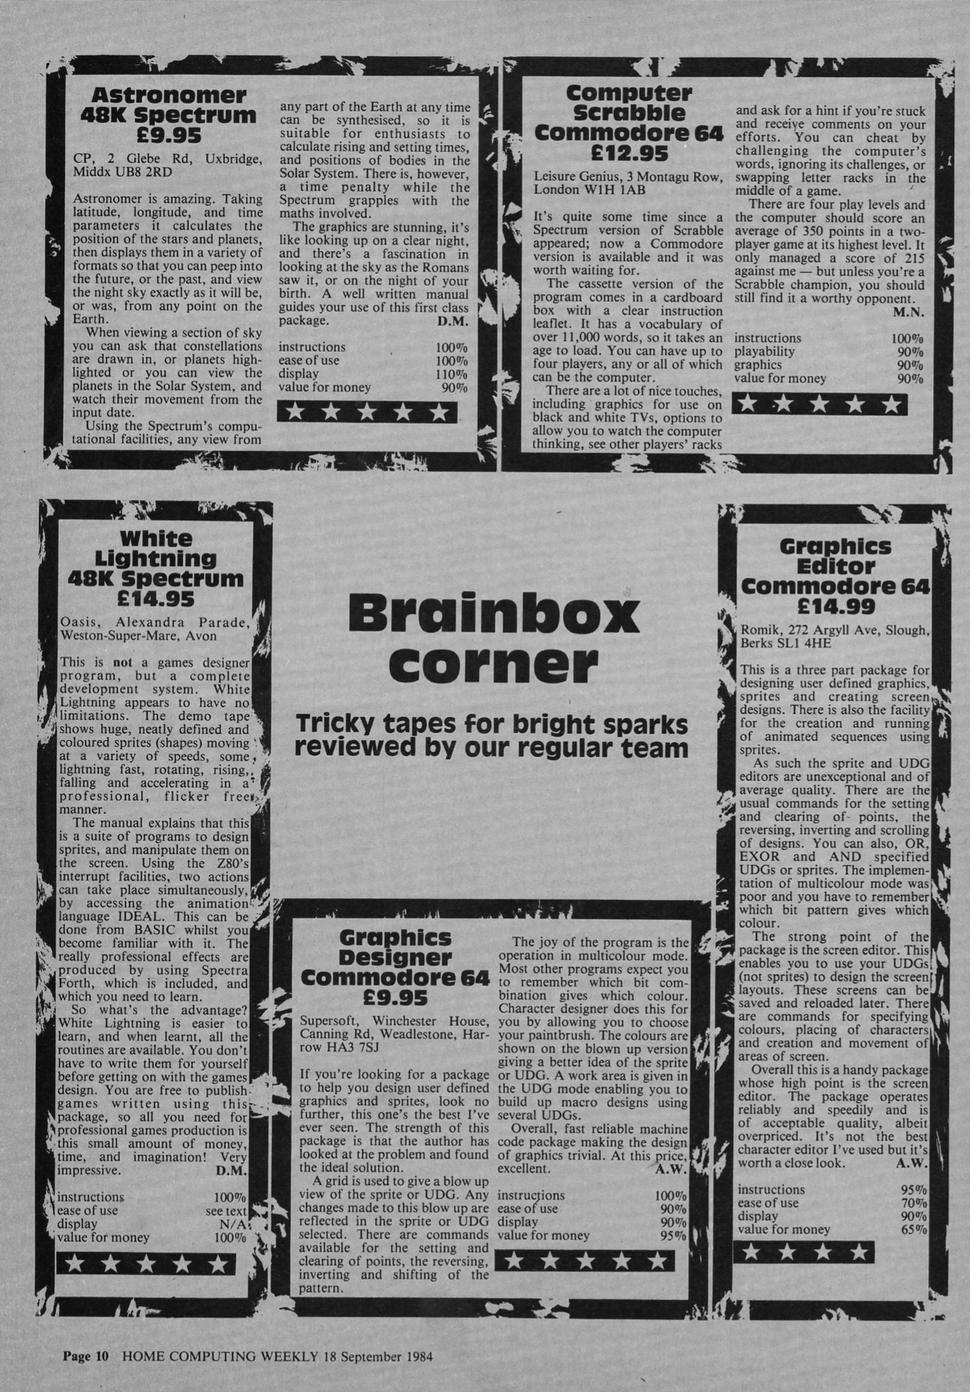 Astronomer
48K Spectrum
£9.95
CP, 2 Glebe Rd, Uxbridge,
Middx UB8 2RD
Astronomer is amazing. Taking
latitude, longitude, and time
parameters it calculates the
position of the stars and planets,
then displays them in a variety of
formats so that you can peep into
the future, or the past, and view
the night sky exactly as it will be,
or was, from any point on the
Earth.
When viewing a section of sky
you can ask that constellations
are drawn in, or planets high-
lighted or you can view the
planets in the Solar System, and
watch their movement from the
input date.
Using the Spectrum's compu-
tational facilities, any view from
any part of the Earth at any time
can be synthesised, so it is
suitable for enthusiasts to
calculate rising and setting times,
and positions of bodies in the
Solar System. There is, however,
a time penalty while the
Spectrum grapples with the
maths involved.
The graphics are stunning, it's
like looking up on a clear night,
and there's a fascination in
looking at the sky as the Romans
saw it, or on the night of your
birth. A well written manual
guides your use of this first class
package. D.M.
instructions 100%
ease of use 100%
display 110%
value for money 90%
★ ★ ★ ★ ★
Computer
Scrabble
Commodore 64
£12.95
Leisure Genius, 3 Montagu Row,
London W1H 1AB
It's quite some time since a
Spectrum version of Scrabble
appeared; now a Commodore
version is available and it was
worth waiting for.
The cassette version of the
program comes in a cardboard
box with a clear instruction
leaflet. It has a vocabulary of
over 11,000 words, so it takes an
age to load. You can have up to
four players, any or all of which
can be the computer.
There are a lot of nice touches,
including graphics for use on
black and white TVs, options to
allow you to watch the computer
thinking, see other players' racks
and ask for a hint if you're stuck
and receive comments on your
efforts. You can cheat by
challenging the computer's
words, ignoring its challenges, or
swapping letter racks in the
middle of a game.
There are four play levels and
the computer should score an
average of 350 points in a two-
player game at its highest level. It
only managed a score of 215
against me — but unless you're a
Scrabble champion, you should
still find it a worthy opponent.
M.N.
instructions 100%
playability 90%
graphics 90%
value for money 90%
★ ★ ★ ★ ★
White
Lightning
48K Spectrum
£14.95
Oasis, Alexandra Parade,
Weston-Super-Mare, Avon
This is not a games designer
program, but a complete
development system. White
Lightning appears to have no
limitations. The demo tape
shows huge, neatly defined and
coloured sprites (shapes) moving
at a variety of speeds, some
lightning fast, rotating, rising,
falling and accelerating in a
professional, flicker free
manner.
The manual explains that this
is a suite of programs to design
sprites, and manipulate them on
the screen. Using the Z80's
interrupt facilities, two actions
can take place simultaneously,
by accessing the animation
language IDEAL. This can be
done from BASIC whilst you
become familiar with it. The
really professional effects are
produced by using Spectra
Forth, which is included, and
which you need to learn.
So what's the advantage?
White Lightning is easier to
learn, and when learnt, all the
routines are available. You don't
have to write them for yourself
before getting on with the games
design. You are free to publish
games written using this
package, so all you need for
professional games production is
this small amount of money,
time, and imagination! Very
impressive. D.M.
instructions 100%
ease of use see text
display N/A
value for money 100%
★ ★ ★ ★ ★
Brainbox
corner
Tricky tapes for bright sparks
reviewed by our regular team
Graphics
Designer
Commodore 64
£9.95
Supersoft, Winchester House,
Canning Rd, Weadlestone, Har-
row HA3 7SJ
If you're looking for a package
to help you design user defined
graphics and sprites, look no
further, this one's the best I've
ever seen. The strength of this
package is that the author has
looked at the problem and found
the ideal solution.
A grid is used to give a blow up
view of the sprite or UDG. Any
changes made to this blow up are
reflected in the sprite or UDG
selected. There are commands
available for the setting and
clearing of points, the reversing,
inverting and shifting of the
pattern.
The joy of the program is the
operation in multicolour mode.
Most other programs expect you
to remember which bit com-
bination gives which colour.
Character designer does this for
you by allowing you to choose
your paintbrush. The colours are
shown on the blown up version
giving a better idea of the sprite
or UDG. A work area is given in
the UDG mode enabling you to
build up macro designs using
several UDGs.
Overall, fast reliable machine
code package making the design
of graphics trivial. At this price,
excellent. A.W.
instructions 100%
ease of use 90%
display 90%
value for money 95%
★ ★ ★ ★ ★
Graphics
Editor
Commodore 64
£14.99
Romik, 272 Argyll Ave, Slough,
Berks SL1 4HE
This is a three part package for
designing user defined graphics,
sprites and creating screen
designs. There is also the facility
for the creation and running
of animated sequences using
sprites.
As such the sprite and UDG
editors are unexceptional and of
average quality. There are the
usual commands for the setting
and clearing of points, the
reversing, inverting and scrolling
of designs. You can also, OR,
EXOR and AND specified
UDGs or sprites. The implemen-
tation of multicolour mode was
poor and you have to remember
which bit pattern gives which
colour.
The strong point of the
package is the screen editor. This
enables you to use your UDGs
(not sprites) to design the screen
layouts. These screens can be
saved and reloaded later. There
are commands for specifying
colours, placing of characters
and creation and movement of
areas of screen.
Overall this is a handy package
whose high point is the screen
editor. The package operates
reliably and speedily and is
of acceptable quality, albeit
overpriced. It's not the best
character editor I've used but it's
worth a close look. A.W.
instructions 95%
ease of use 70%
display 90%
value for money 65%
★ ★ ★ ★
Page 10 HOME COMPUTING WEEKLY 18 September 1984